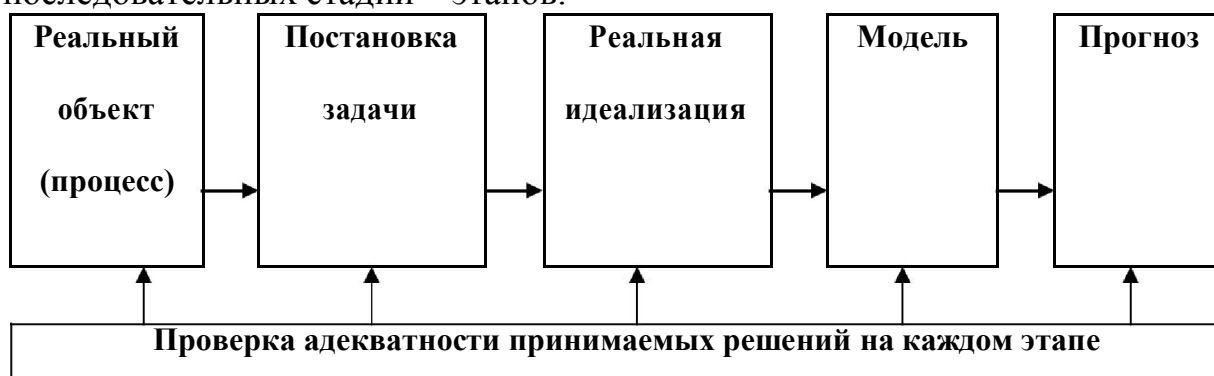 последовательных стадий – этапов.
Реальный
объект
(процесс)
Постановка
задачи
Реальная
идеализация
Модель
Прогноз
Проверка адекватности принимаемых решений на каждом этапе